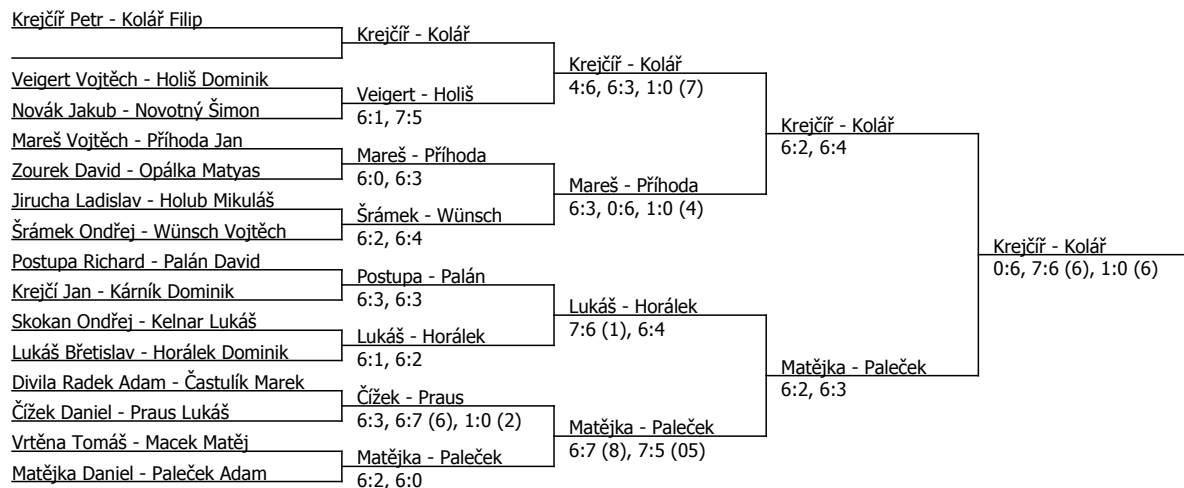 Krejčíř Petr - Kolář Filip
Veigert Vojtěch - Holiš Dominik
Novák Jakub - Novotný Šimon
Mareš Vojtěch - Příhoda Jan
Zourek David - Opálka Matyas
Jirucha Ladislav - Holub Mikuláš
Šrámek Ondřej - Wünsch Vojtěch
Postupa Richard - Palán David
Krejčí Jan - Kárník Dominik
Skokan Ondřej - Kelnar Lukáš
Lukáš Břetislav - Horálek Dominik
Divila Radek Adam - Častulík Marek
Čížek Daniel - Praus Lukáš
Vrtěna Tomáš - Macek Matěj
Matějka Daniel - Paleček Adam
Krejčíř - Kolář
Veigert - Holiš
6:1, 7:5
Mareš - Příhoda
6:0, 6:3
Šrámek - Wünsch
6:2, 6:4
Postupa - Palán
6:3, 6:3
Lukáš - Horálek
6:1, 6:2
Čížek - Praus
6:3, 6:7 (6), 1:0 (2)
Matějka - Paleček
6:2, 6:0
Krejčíř - Kolář
4:6, 6:3, 1:0 (7)
Mareš - Příhoda
6:3, 0:6, 1:0 (4)
Lukáš - Horálek
7:6 (1), 6:4
Matějka - Paleček
6:7 (8), 7:5 (05)
Krejčíř - Kolář
6:2, 6:4
Matějka - Paleček
6:2, 6:3
Krejčíř - Kolář
0:6, 7:6 (6), 1:0 (6)